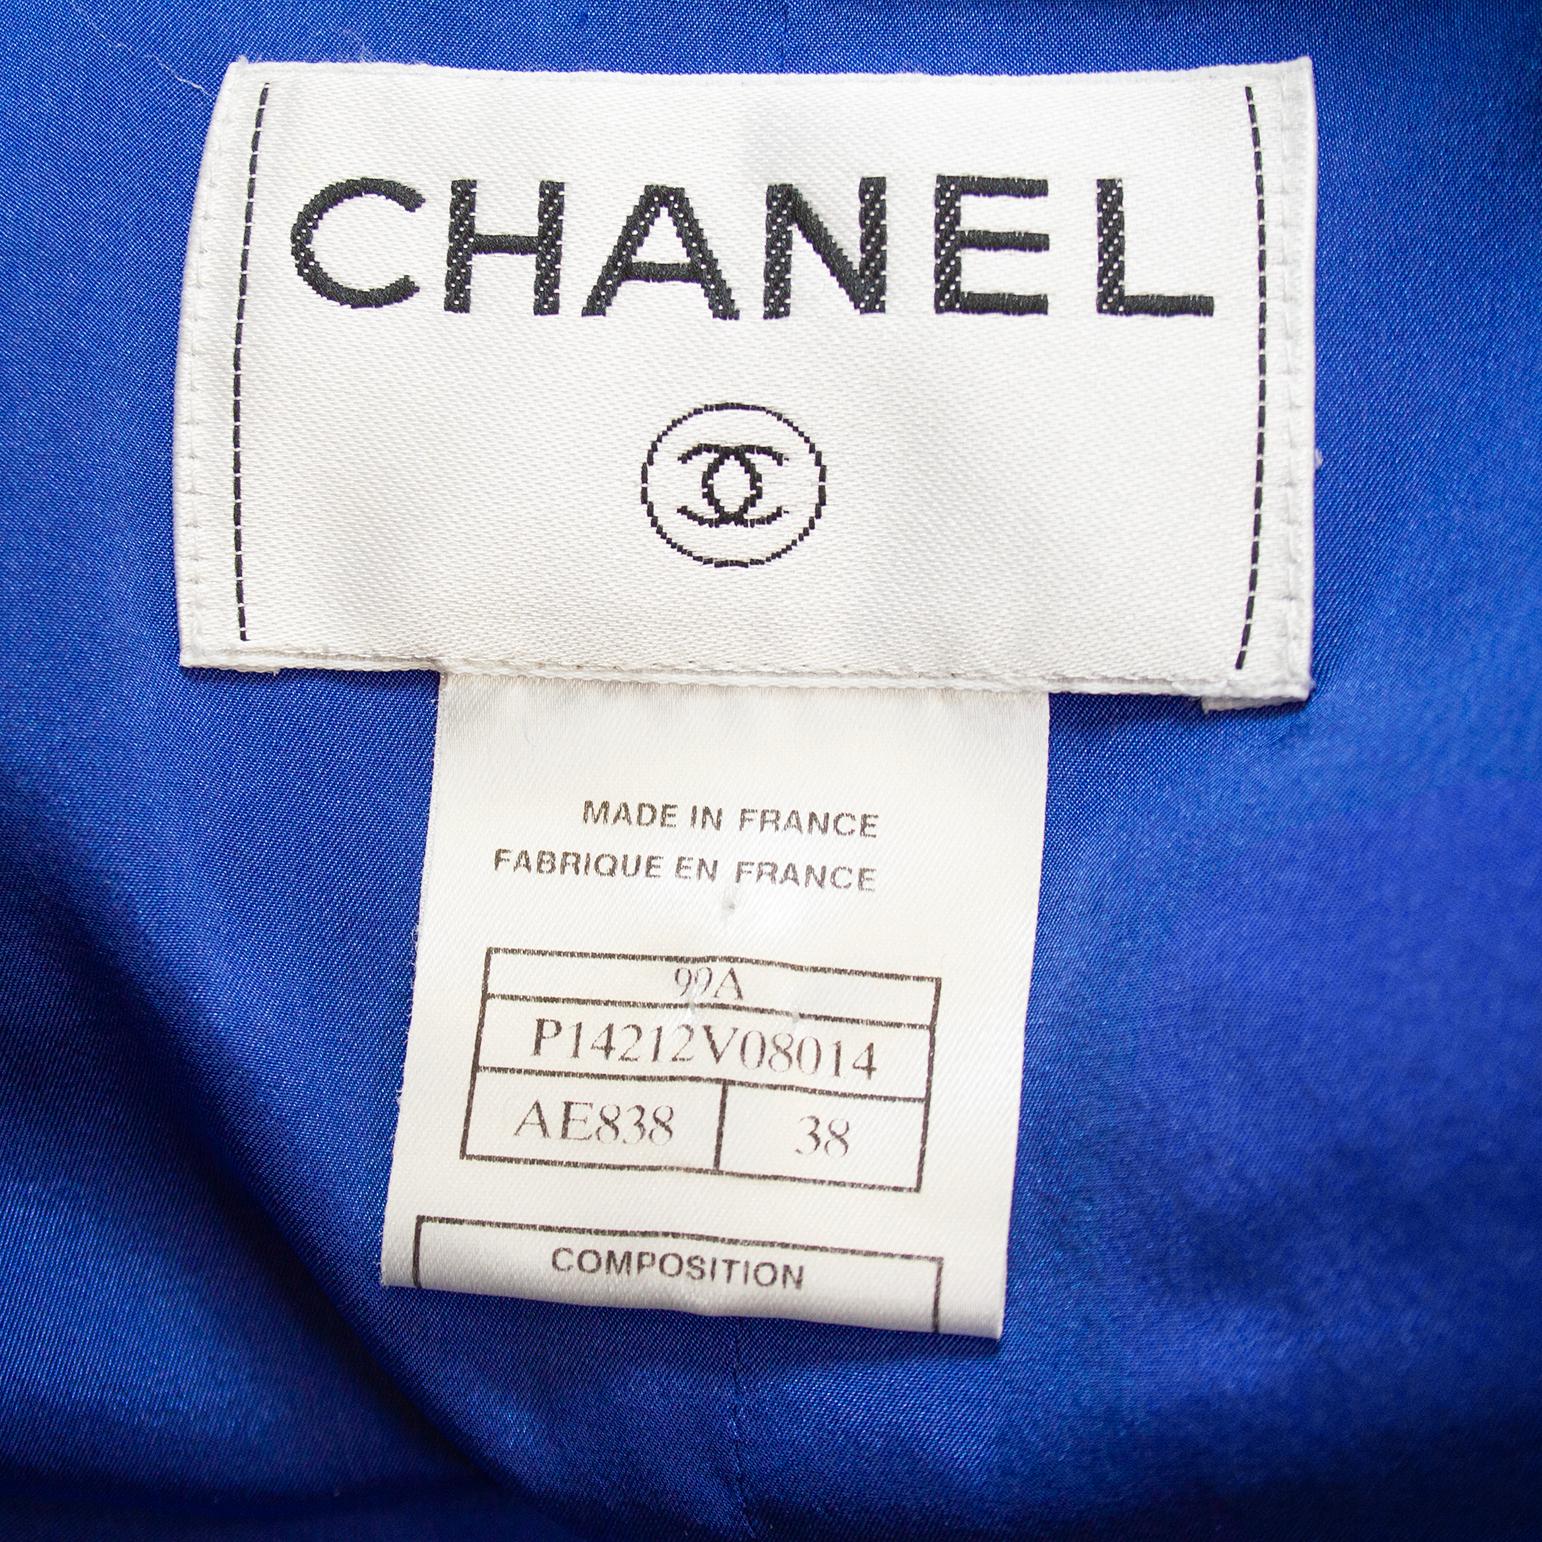 CHANEL
MADE IN FRANCE
FABRIQUE EN FRANCE
99A
P14212V08014
AE838 38
COMPOSITION